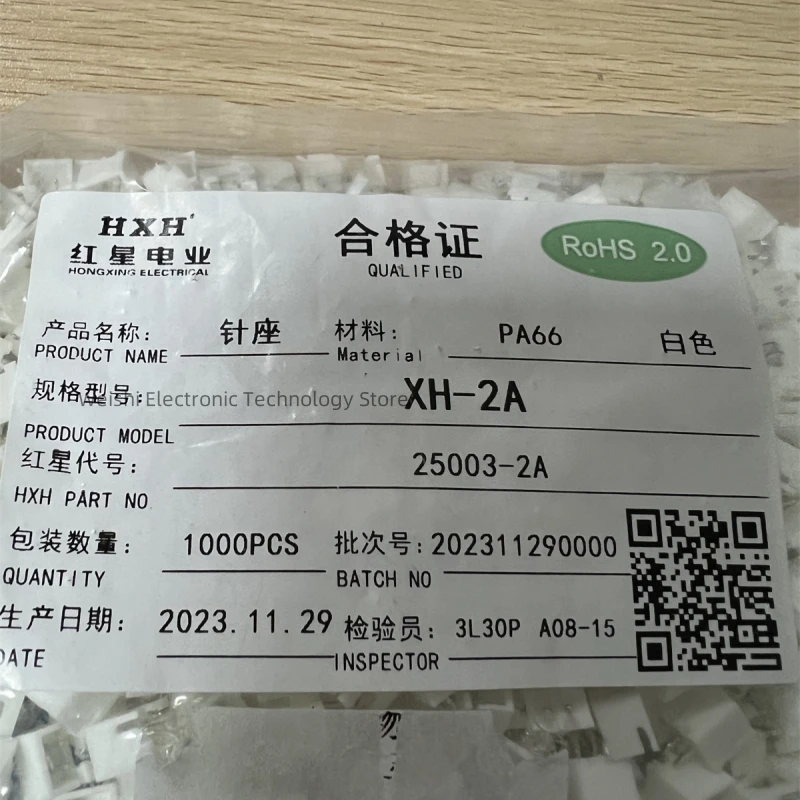 HXH
红星电业
HONGXING ELECTRICAL
合格证
QUALIFIED
RoHS 2.0
产品名称: 针座 材料: PA66 白色
PRODUCT NAME Material
规格型号: XH-2A
Weishi Electronic Technology Store
PRODUCT MODEL
红星代号: 25003-2A
HXH PART NO
包装数量: 1000PCS 批次号: 202311290000
QUANTITY BATCH NO
生产日期: 2023.11.29 检验员: 3L30P A08-15
DATE INSPECTOR
勿